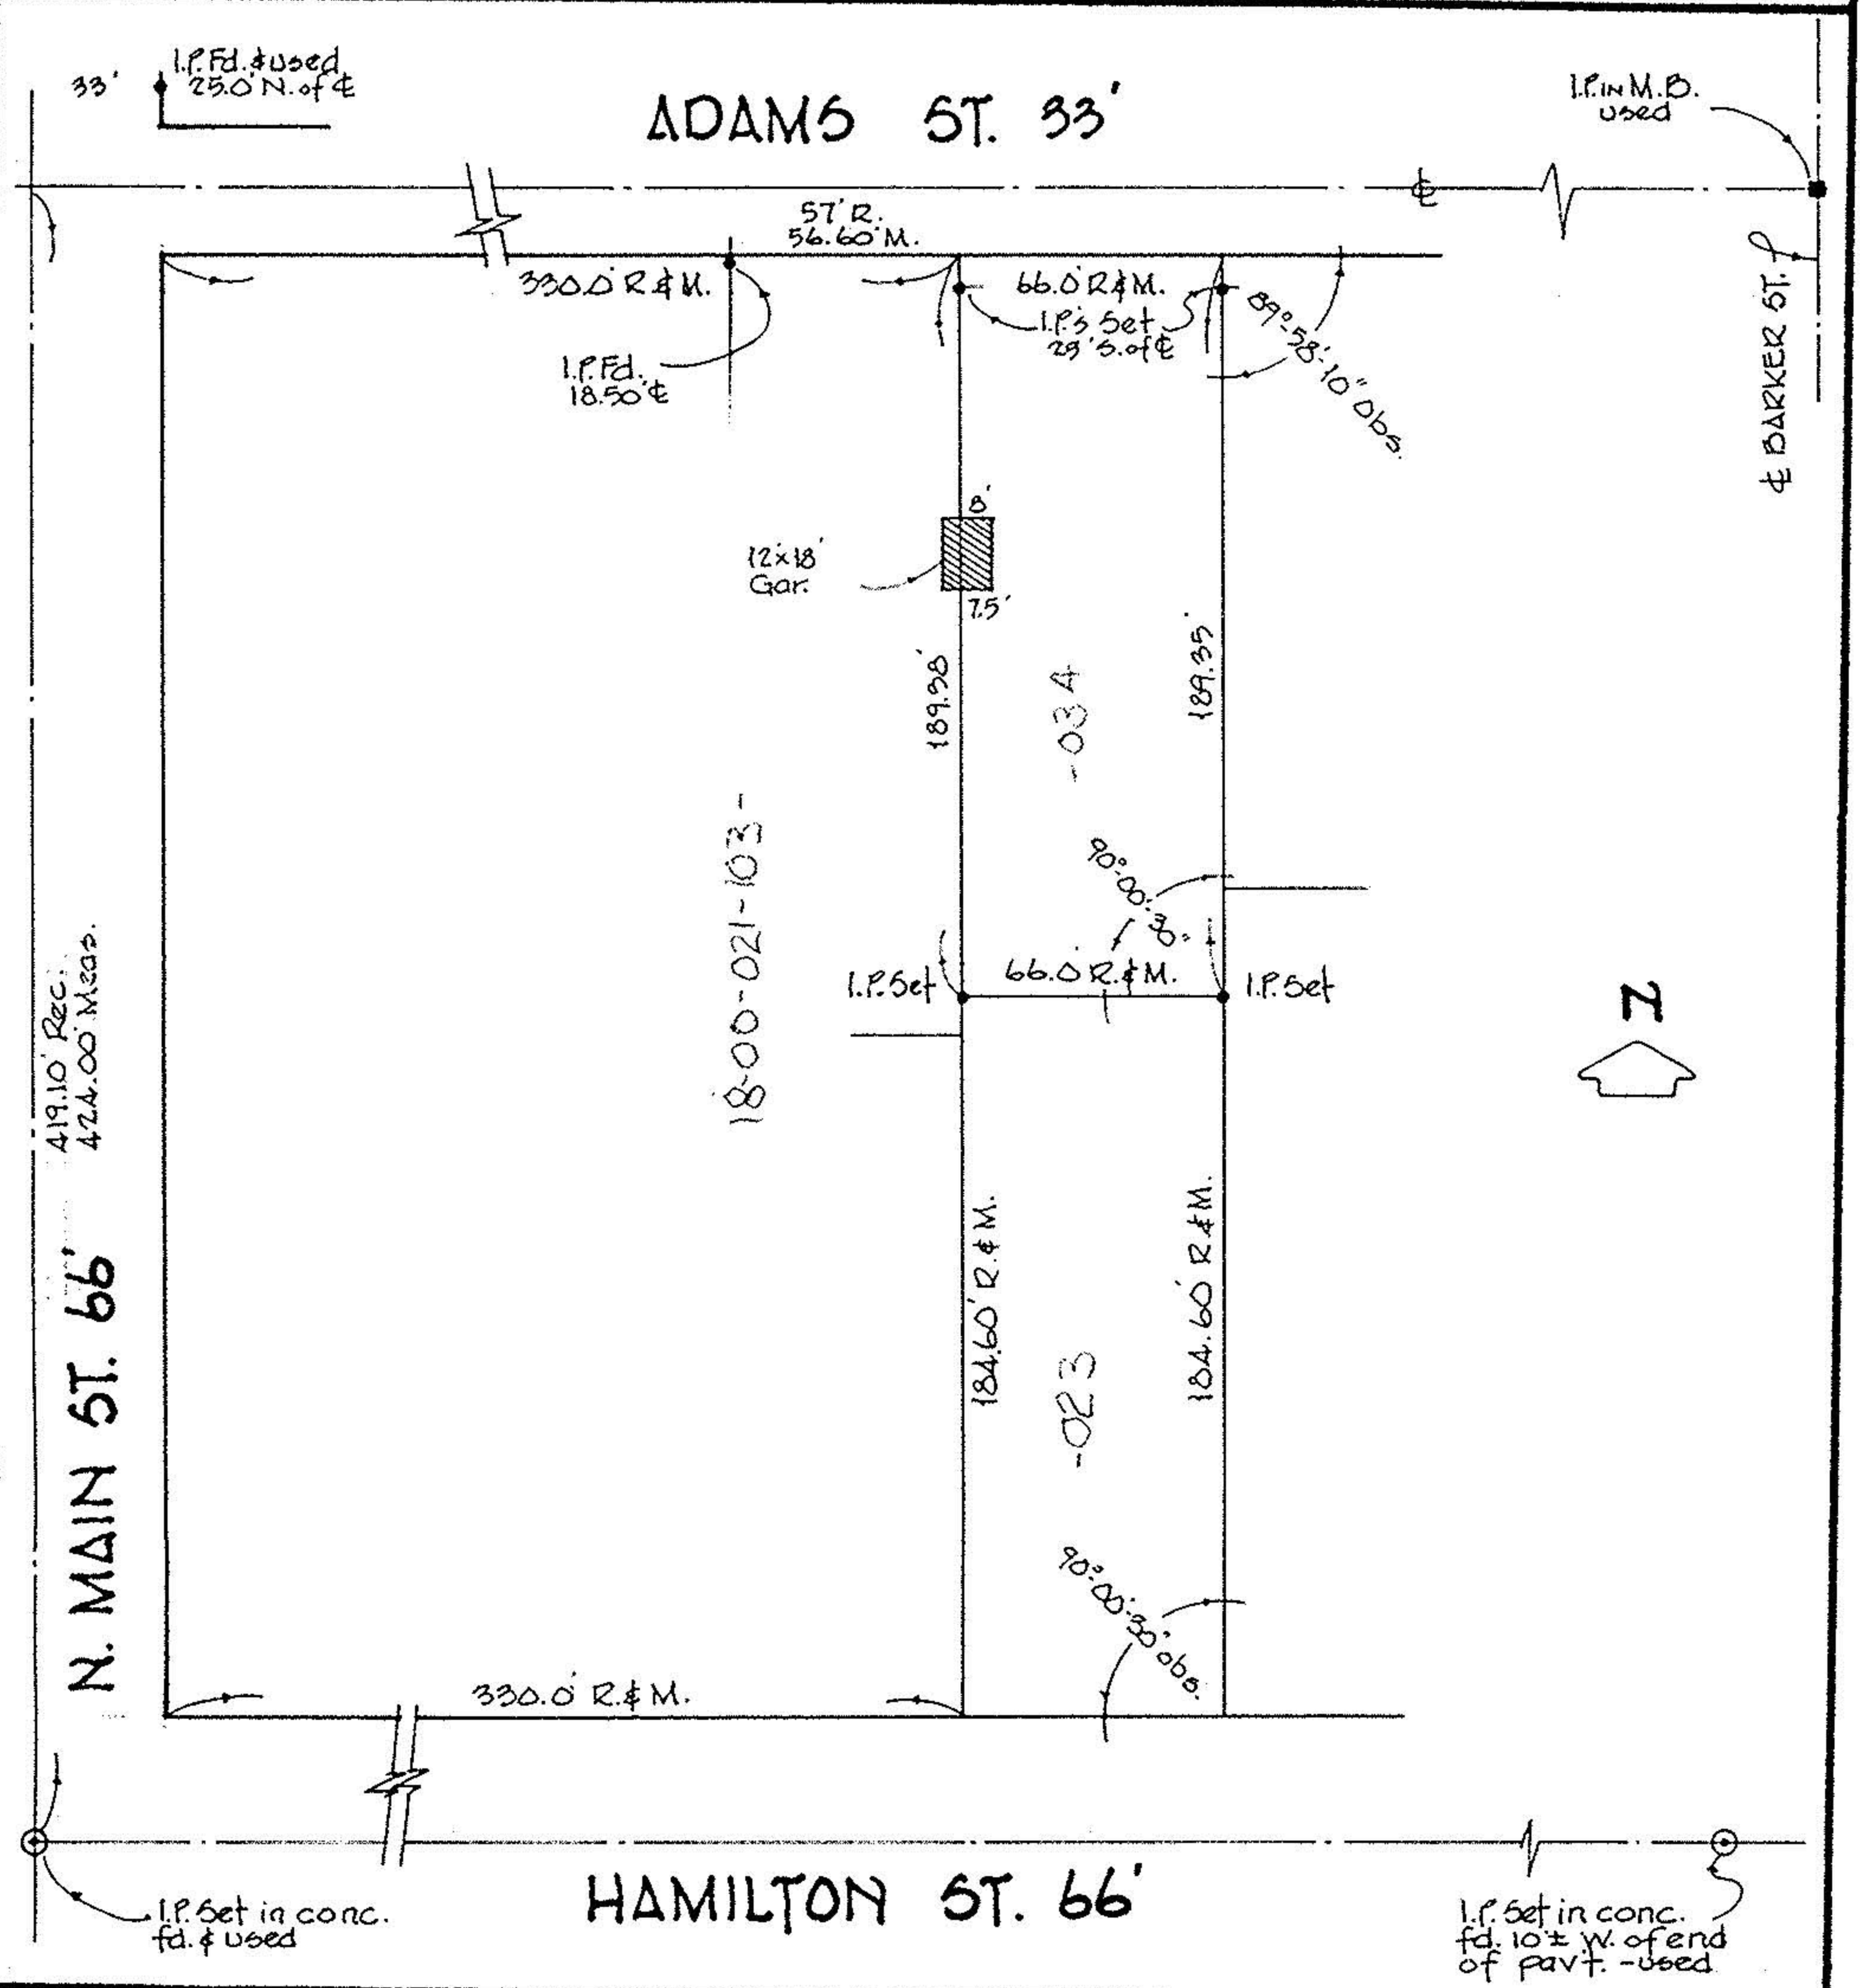 33'
I.P. Fd. & used
25.0' N. of ℄
ADAMS ST. 33'
I.P. IN M.B.
used
℄
57' R.
56.60' M.
330.0' R & M.
66.0' R & M.
I.P.'s Set
29' S. of ℄
89°-58'-10" Obs.
℄ BARKER ST.
I.P. Fd.
18.50' ℄
8'
12'x18'
Gar.
7.5'
189.38'
-034
189.35'
18-00-021-103-
90°-00'-30"
419.10' Rec.
424.00' Meas.
I.P. Set
66.0' R. & M.
I.P. Set
N
184.60' R. & M.
-023
184.60' R & M.
N. MAIN ST. 66'
90°-00'-30" obs.
330.0' R. & M.
HAMILTON ST. 66'
I.P. Set in conc.
fd. & used
I.P. Set in conc.
fd. 10'± W. of end
of pav't. - used